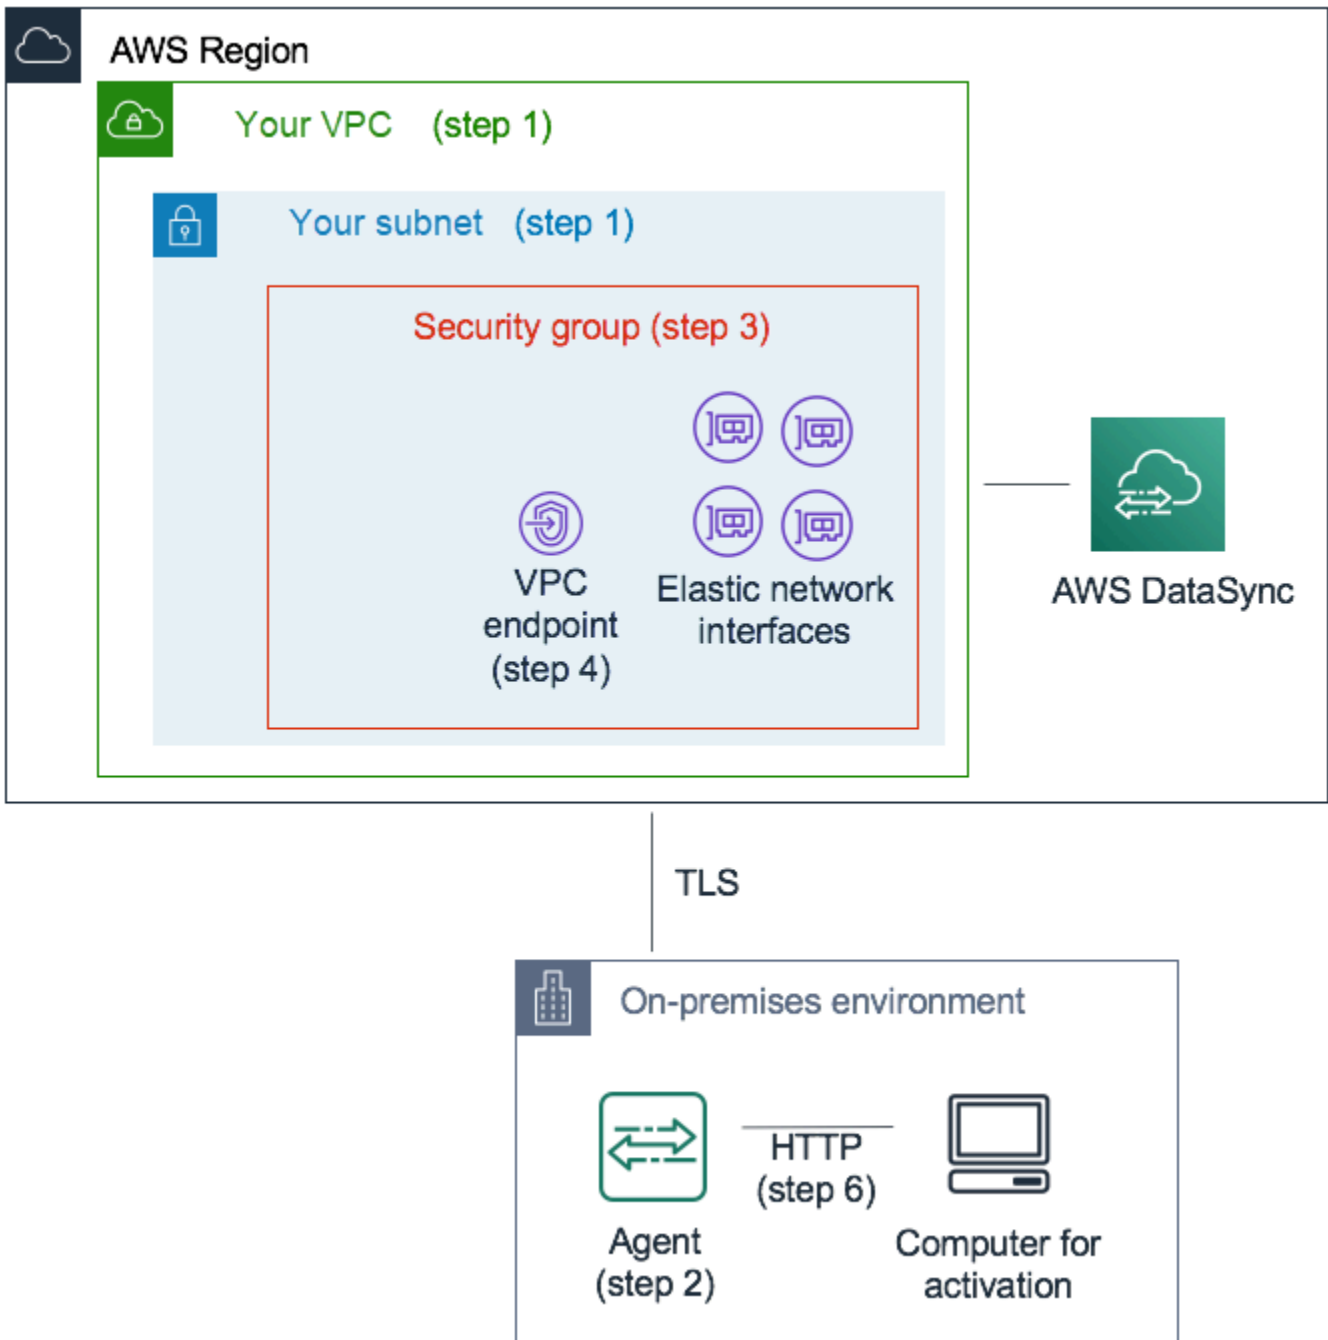 AWS Region
Your VPC (step 1)
Your subnet (step 1)
Security group (step 3)
VPC
endpoint
(step 4)
Elastic network
interfaces
AWS DataSync
TLS
On-premises environment
HTTP
(step 6)
Agent
(step 2)
Computer for
activation